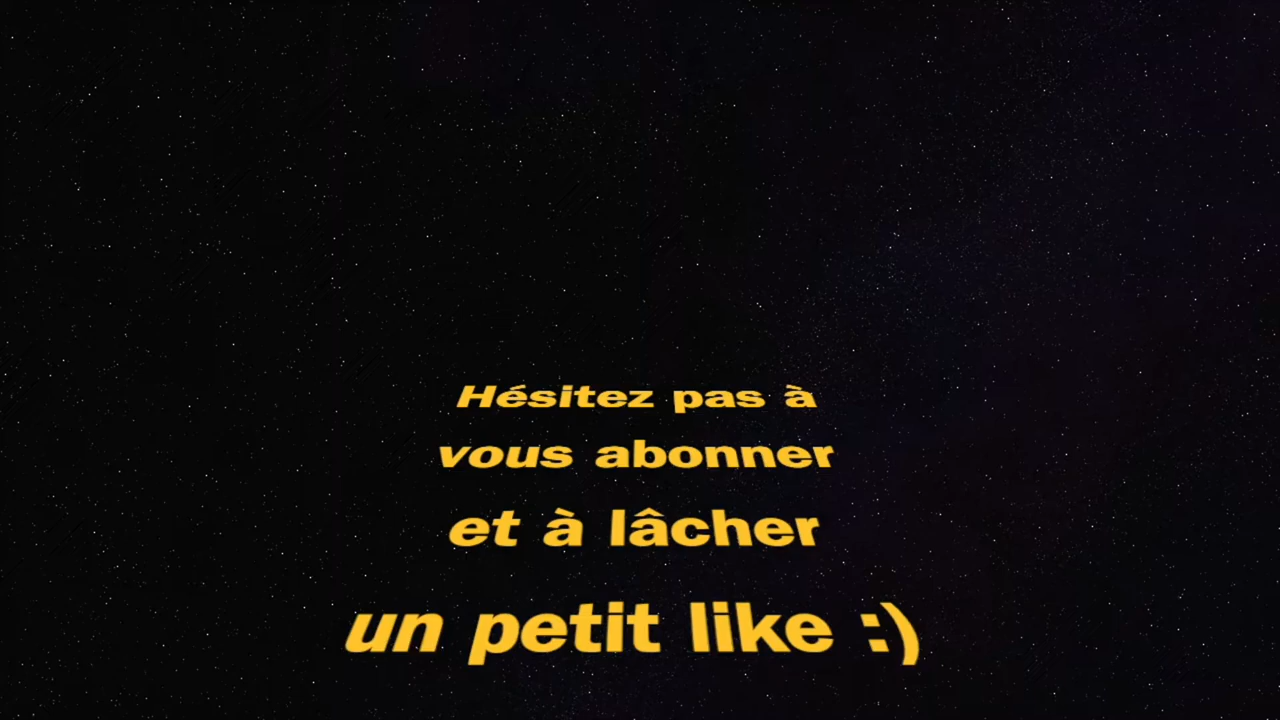 Hésitez pas à
vous abonner
et à lâcher
un petit like :)